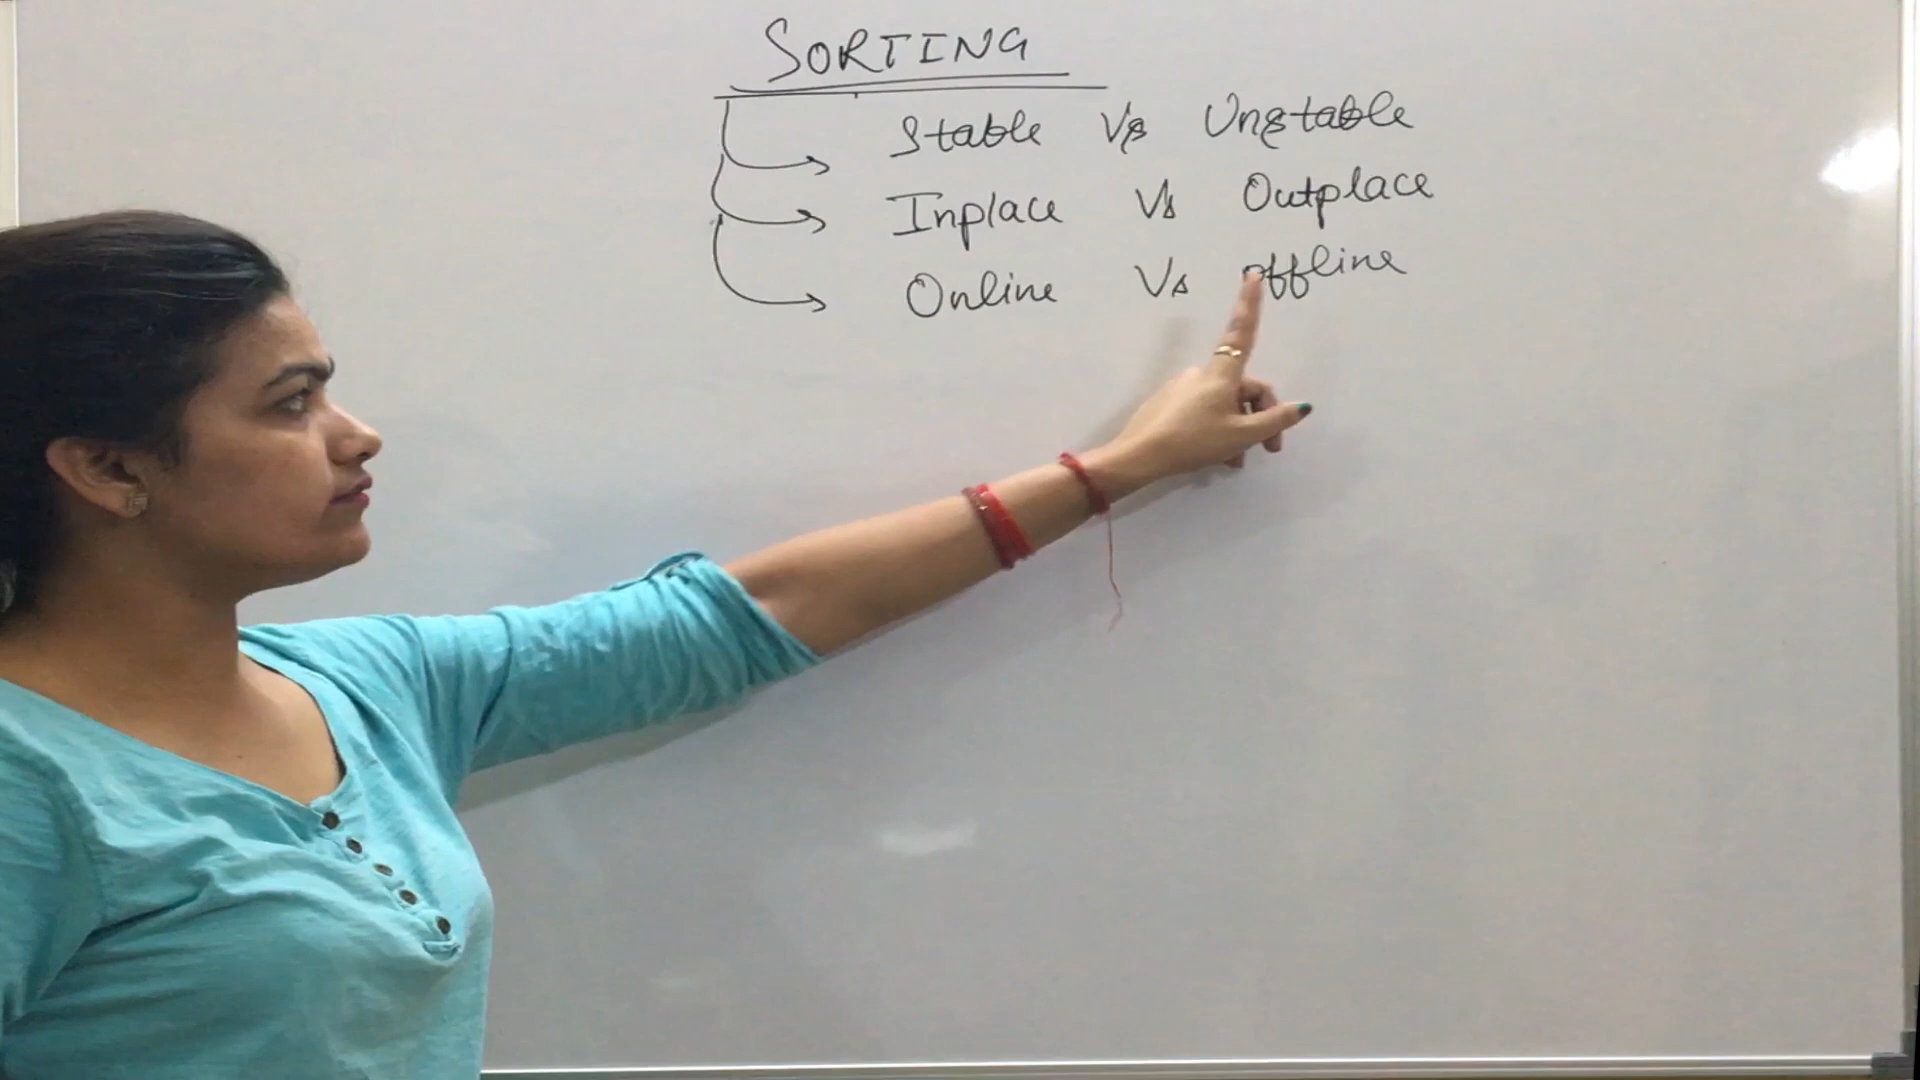 SORTING
Stable Vs Unstable
Inplace Vs Outplace
Online Vs offline